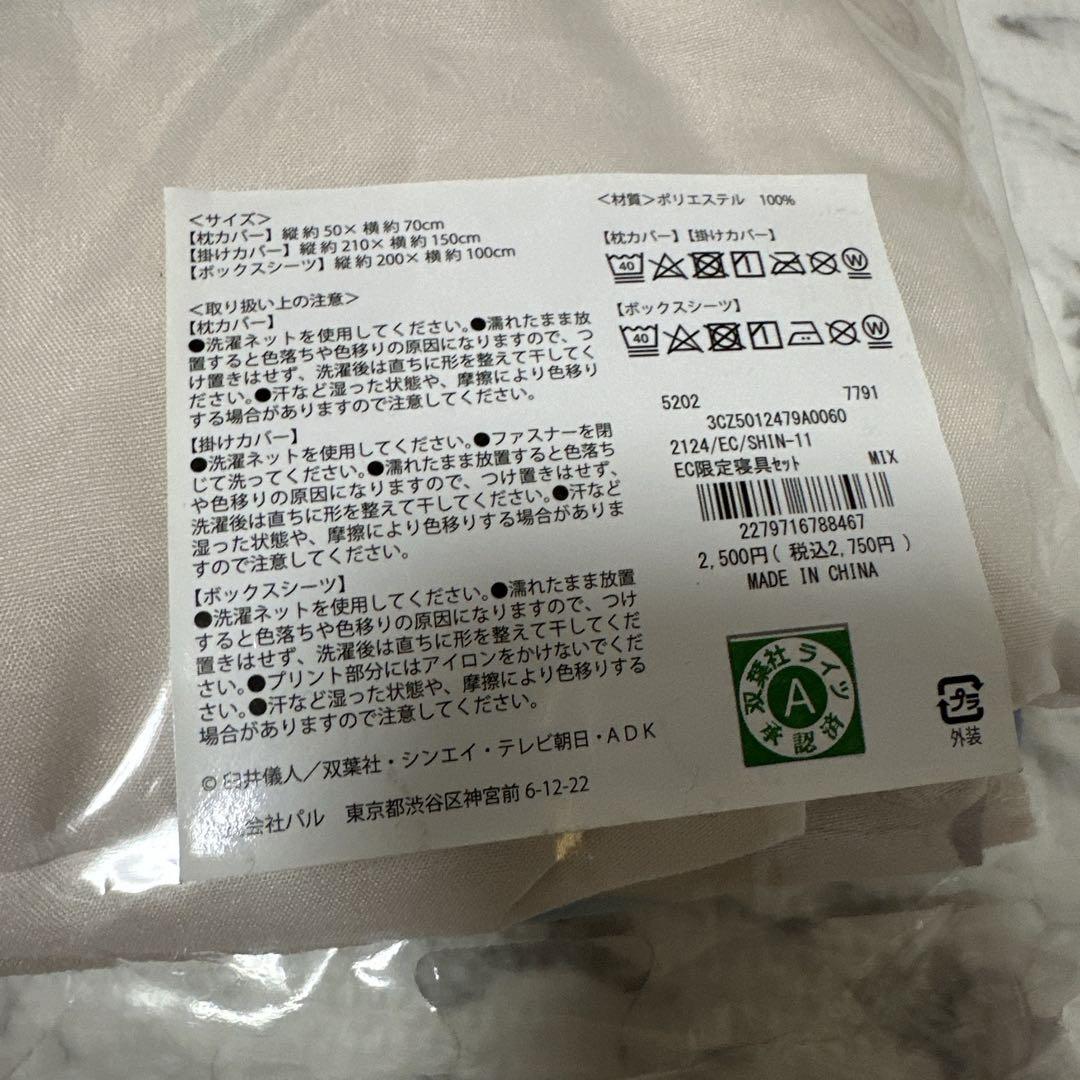 <サイズ>
【枕カバー】縦 約 50× 横 約 70cm
【掛けカバー】縦 約 210× 横 約 150cm
【ボックスシーツ】縦 約 200× 横 約 100cm
<取り扱い上の注意>
【枕カバー】
●洗濯ネットを使用してください。●濡れたまま放
置すると色落ちや色移りの原因になりますので、つ
け置きはせず、洗濯後は直ちに形を整えて干してく
ださい。●汗など湿った状態や、摩擦により色移り
する場合がありますので注意してください。
【掛けカバー】
●洗濯ネットを使用してください。●ファスナーを閉
じて洗ってください。●濡れたまま放置すると色落ち
や色移りの原因になりますので、つけ置きはせず、
洗濯後は直ちに形を整えて干してください。●汗など
湿った状態や、摩擦により色移りする場合がありま
すので注意してください。
【ボックスシーツ】
●洗濯ネットを使用してください。●濡れたまま放置
すると色落ちや色移りの原因になりますので、つけ
置きはせず、洗濯後は直ちに形を整えて干してくだ
さい。●プリント部分にはアイロンをかけないでくだ
さい。●汗など湿った状態や、摩擦により色移りする
場合がありますので注意してください。
© 臼井儀人／双葉社・シンエイ・テレビ朝日・ADK
会社パル 東京都渋谷区神宮前 6-12-22
<材質>ポリエステル 100%
【枕カバー】【掛けカバー】
40 W
【ボックスシーツ】
40 W
5202 7791
3CZ5012479A0060
2124/EC/SHIN-11
EC限定寝具ｾｯﾄ MIX
2279716788467
2,500円( 税込2,750円 )
MADE IN CHINA
双葉社 ライツ
A
承認済
プラ
外装